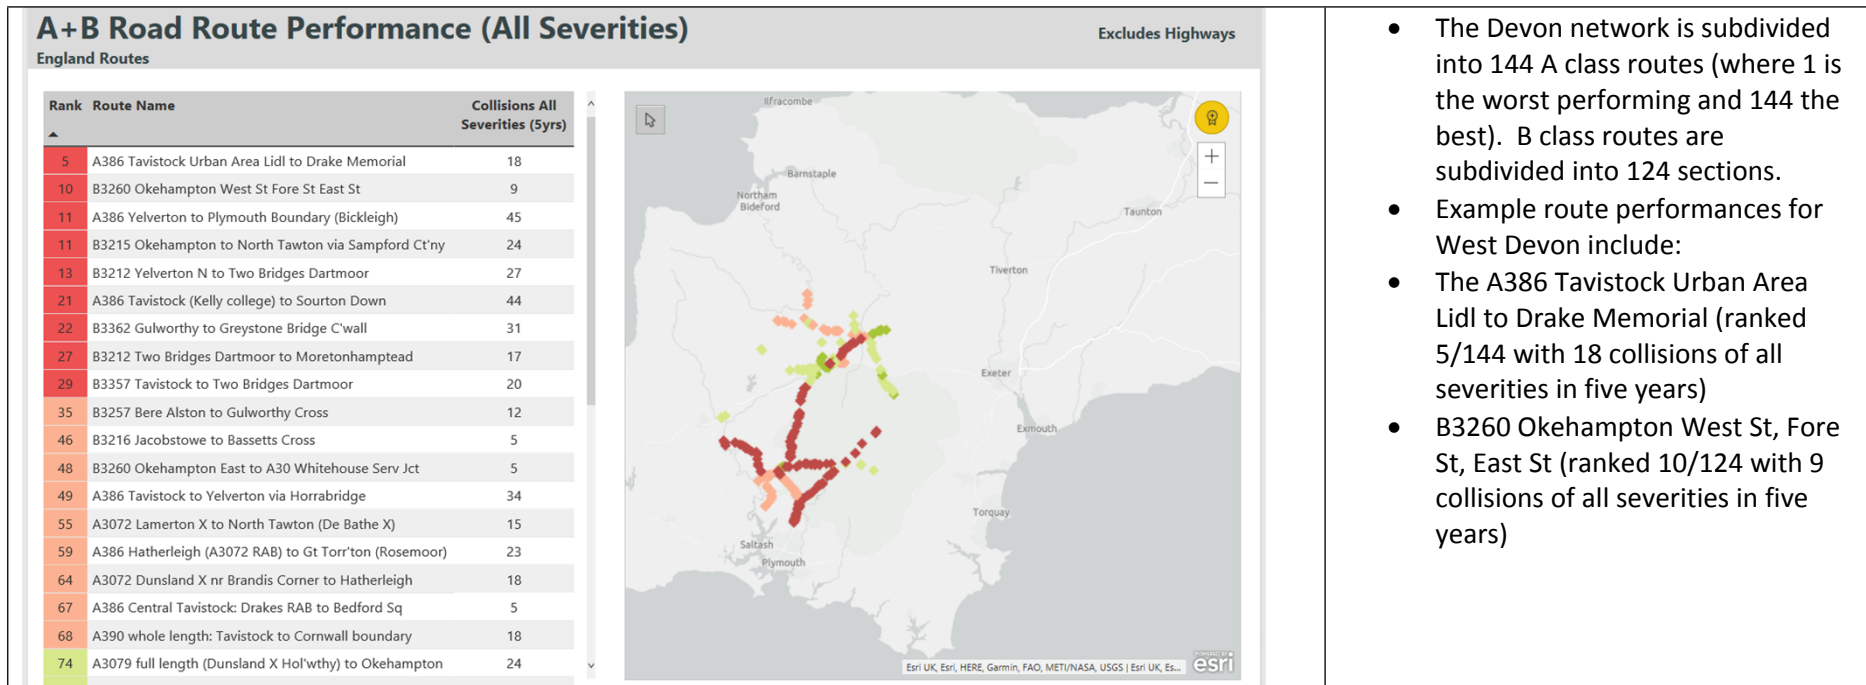 A+B Road Route Performance (All Severities)
Excludes Highways
England Routes
Rank Route Name Collisions All Severities (5yrs)
5 A386 Tavistock Urban Area Lidl to Drake Memorial 18
10 B3260 Okehampton West St Fore St East St 9
11 A386 Yelverton to Plymouth Boundary (Bickleigh) 45
11 B3215 Okehampton to North Tawton via Sampford Ct'ny 24
13 B3212 Yelverton N to Two Bridges Dartmoor 27
21 A386 Tavistock (Kelly college) to Sourton Down 44
22 B3362 Gulworthy to Greystone Bridge C'wall 31
27 B3212 Two Bridges Dartmoor to Moretonhamptead 17
29 B3357 Tavistock to Two Bridges Dartmoor 20
35 B3257 Bere Alston to Gulworthy Cross 12
46 B3216 Jacobstowe to Bassetts Cross 5
48 B3260 Okehampton East to A30 Whitehouse Serv Jct 5
49 A386 Tavistock to Yelverton via Horrabridge 34
55 A3072 Lamerton X to North Tawton (De Bathe X) 15
59 A386 Hatherleigh (A3072 RAB) to Gt Torr'ton (Rosemoor) 23
64 A3072 Dunsland X nr Brandis Corner to Hatherleigh 18
67 A386 Central Tavistock: Drakes RAB to Bedford Sq 5
68 A390 whole length: Tavistock to Cornwall boundary 18
74 A3079 full length (Dunsland X Hol'wthy) to Okehampton 24
Ilfracombe
Barnstaple
Northam
Bideford
Taunton
Tiverton
Exeter
Exmouth
Torquay
Saltash
Plymouth
Esri UK, Esri, HERE, Garmin, FAO, METI/NASA, USGS | Esri UK, Es...
POWERED BY
esri
• The Devon network is subdivided
into 144 A class routes (where 1 is
the worst performing and 144 the
best). B class routes are
subdivided into 124 sections.
• Example route performances for
West Devon include:
• The A386 Tavistock Urban Area
Lidl to Drake Memorial (ranked
5/144 with 18 collisions of all
severities in five years)
• B3260 Okehampton West St, Fore
St, East St (ranked 10/124 with 9
collisions of all severities in five
years)